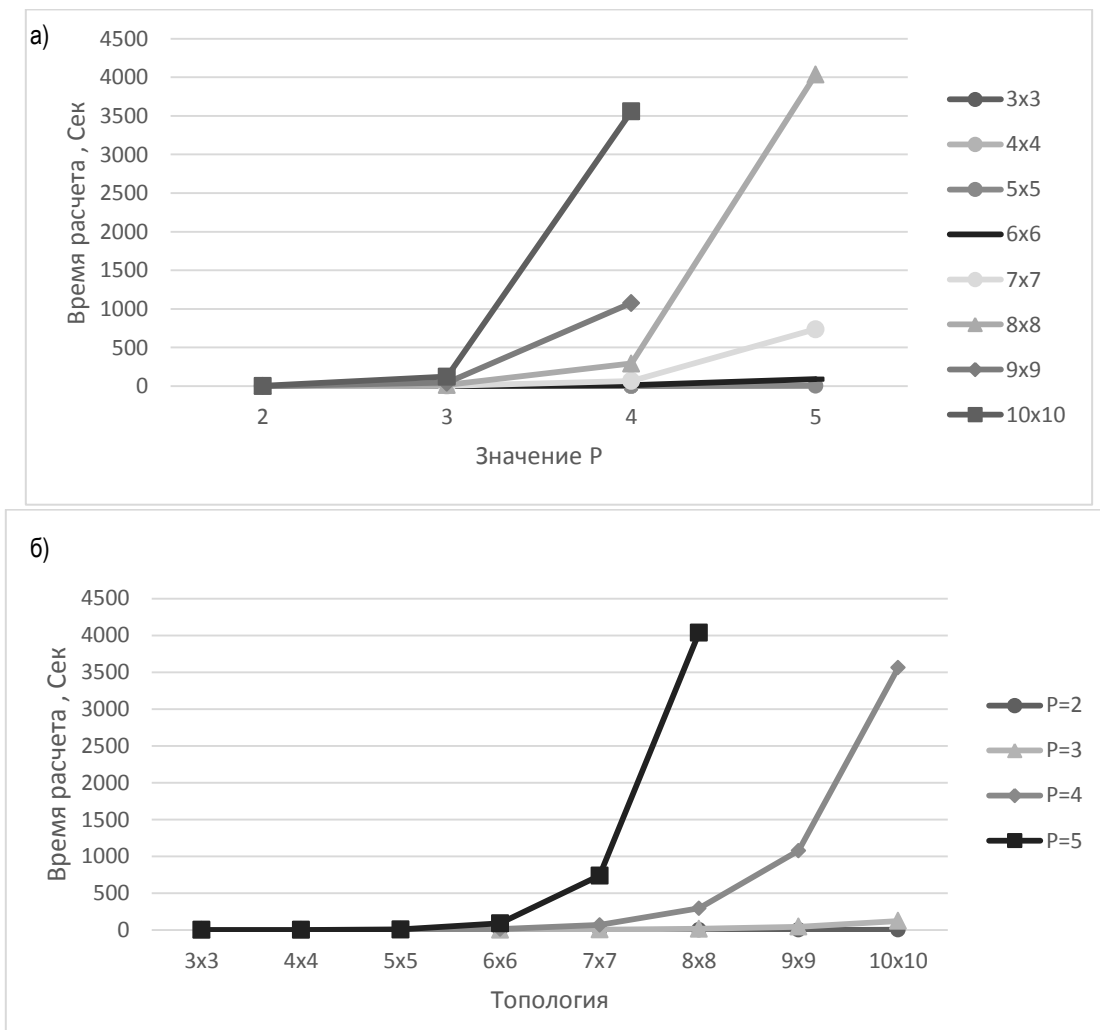 а)
4500
4000
3500
3000
2500
2000
1500
1000
500
0
Время расчета , Сек
2 3 4 5
Значение P
3x3
4x4
5x5
6x6
7x7
8x8
9x9
10x10
б)
4500
4000
3500
3000
2500
2000
1500
1000
500
0
Время расчета , Сек
3x3 4x4 5x5 6x6 7x7 8x8 9x9 10x10
Топология
P=2
P=3
P=4
P=5